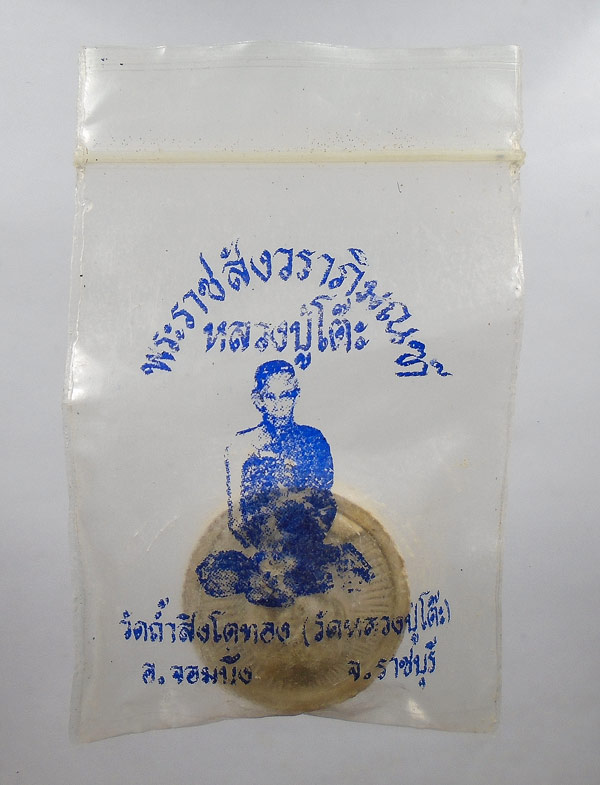 พระราชสังวราภิมณฑ์
หลวงปู่โต๊ะ
วัดถ้ำสิงโตทอง (วัดหลวงปู่โต๊ะ)
อ.จอมบึง จ.ราชบุรี